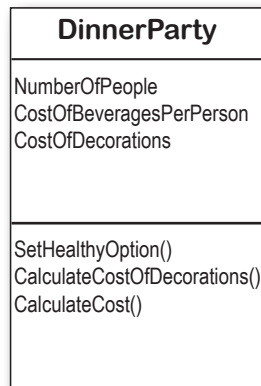 DinnerParty
NumberOfPeople
CostOfBeveragesPerPerson
CostOfDecorations
SetHealthyOption()
CalculateCostOfDecorations()
CalculateCost()